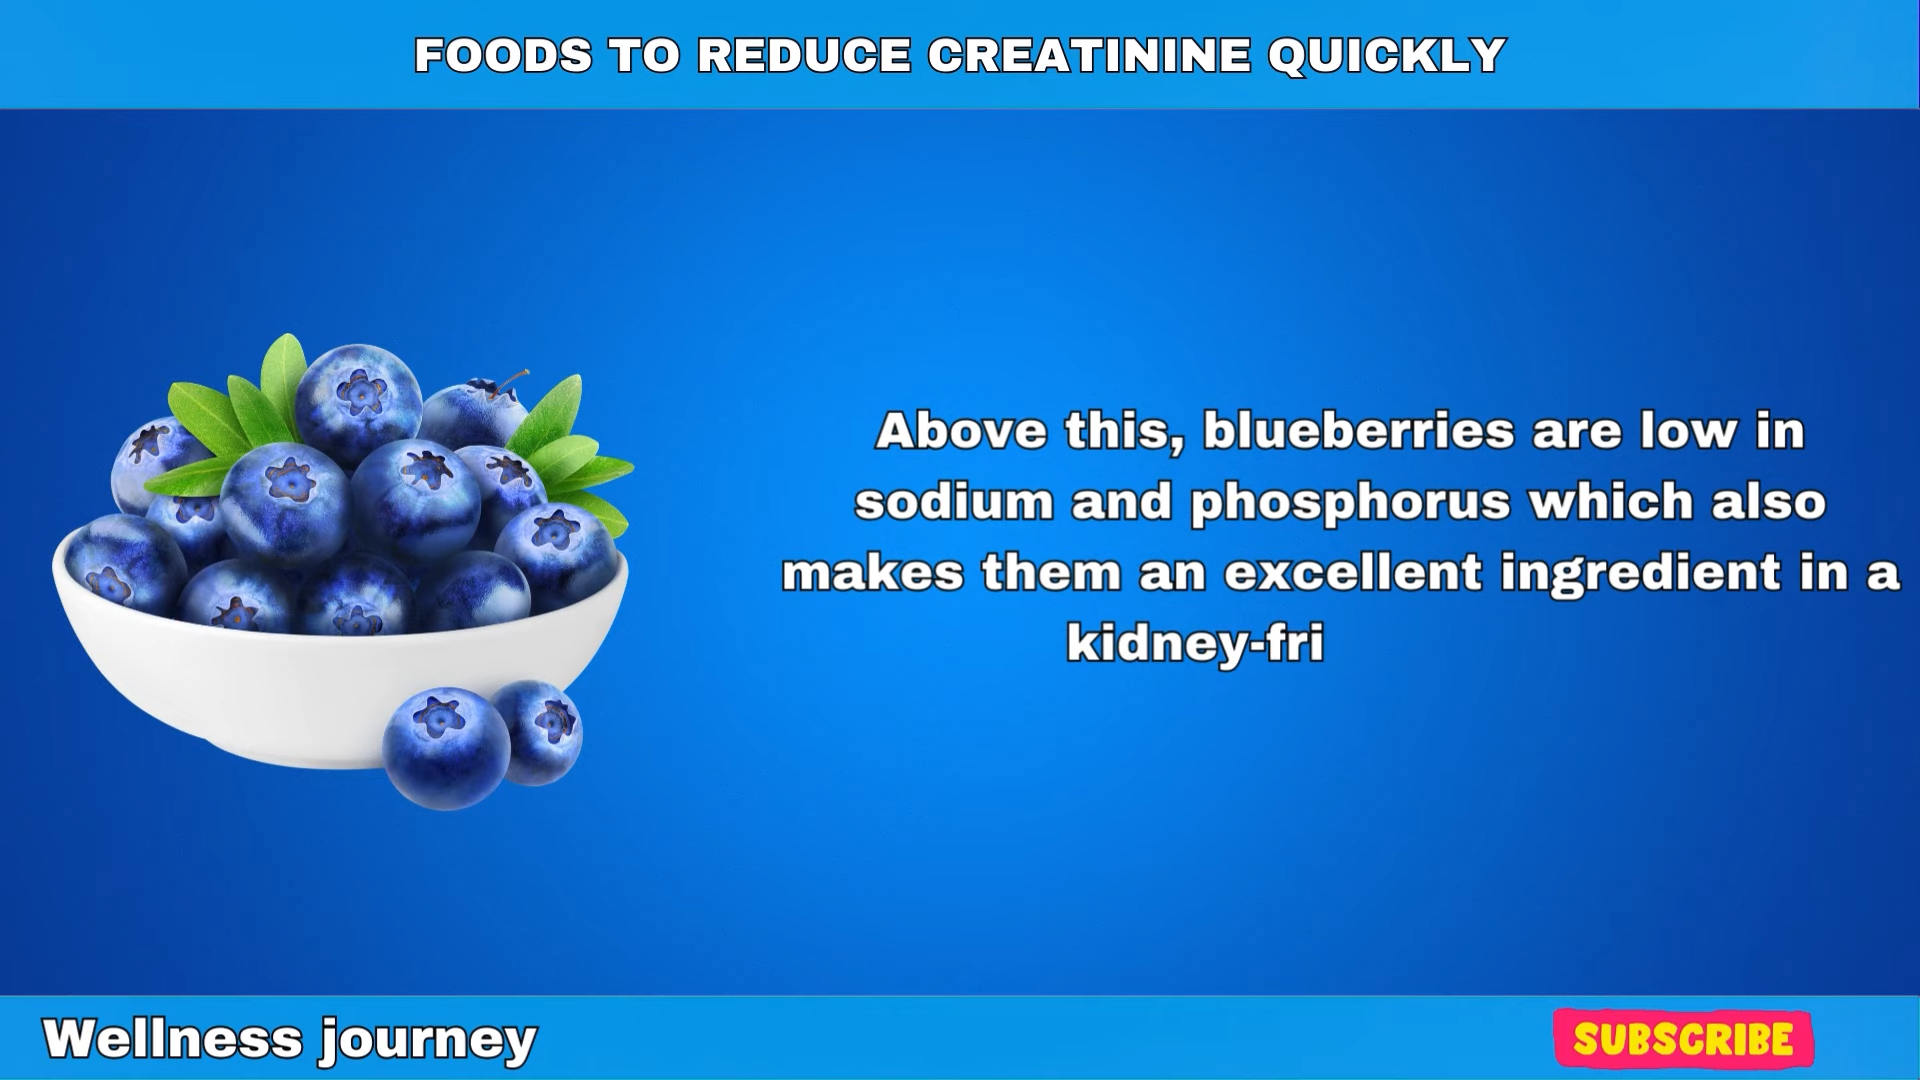 FOODS TO REDUCE CREATININE QUICKLY
Above this, blueberries are low in
sodium and phosphorus which also
makes them an excellent ingredient in a
kidney-fri
Wellness journey
SUBSCRIBE